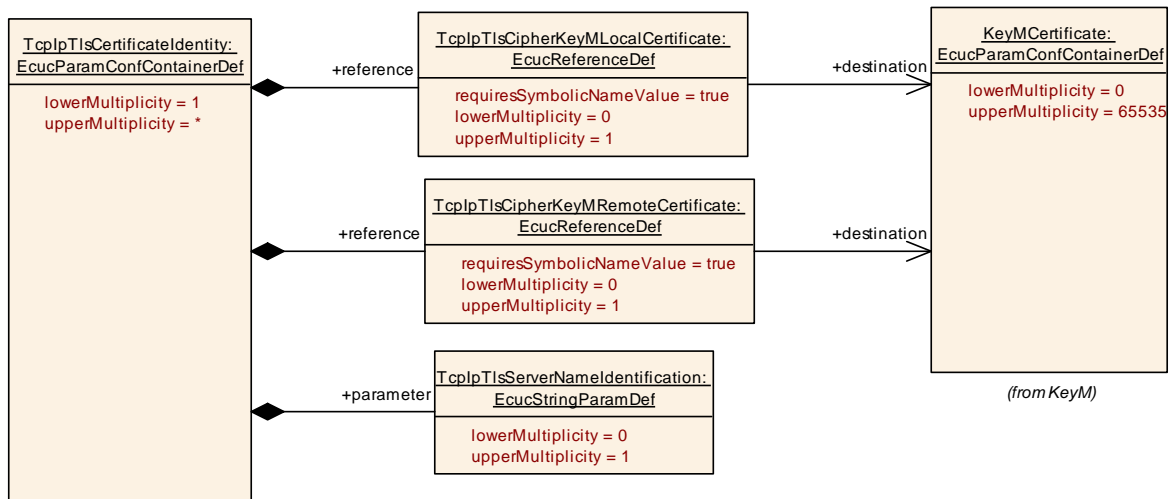 TcpIpTlsCertificateIdentity:
EcucParamConfContainerDef
lowerMultiplicity = 1
upperMultiplicity = *
+reference
TcpIpTlsCipherKeyMLocalCertificate:
EcucReferenceDef
requiresSymbolicNameValue = true
lowerMultiplicity = 0
upperMultiplicity = 1
+destination
KeyMCertificate:
EcucParamConfContainerDef
lowerMultiplicity = 0
upperMultiplicity = 65535
+reference
TcpIpTlsCipherKeyMRemoteCertificate:
EcucReferenceDef
requiresSymbolicNameValue = true
lowerMultiplicity = 0
upperMultiplicity = 1
+destination
(from KeyM)
+parameter
TcpIpTlsServerNameIdentification:
EcucStringParamDef
lowerMultiplicity = 0
upperMultiplicity = 1